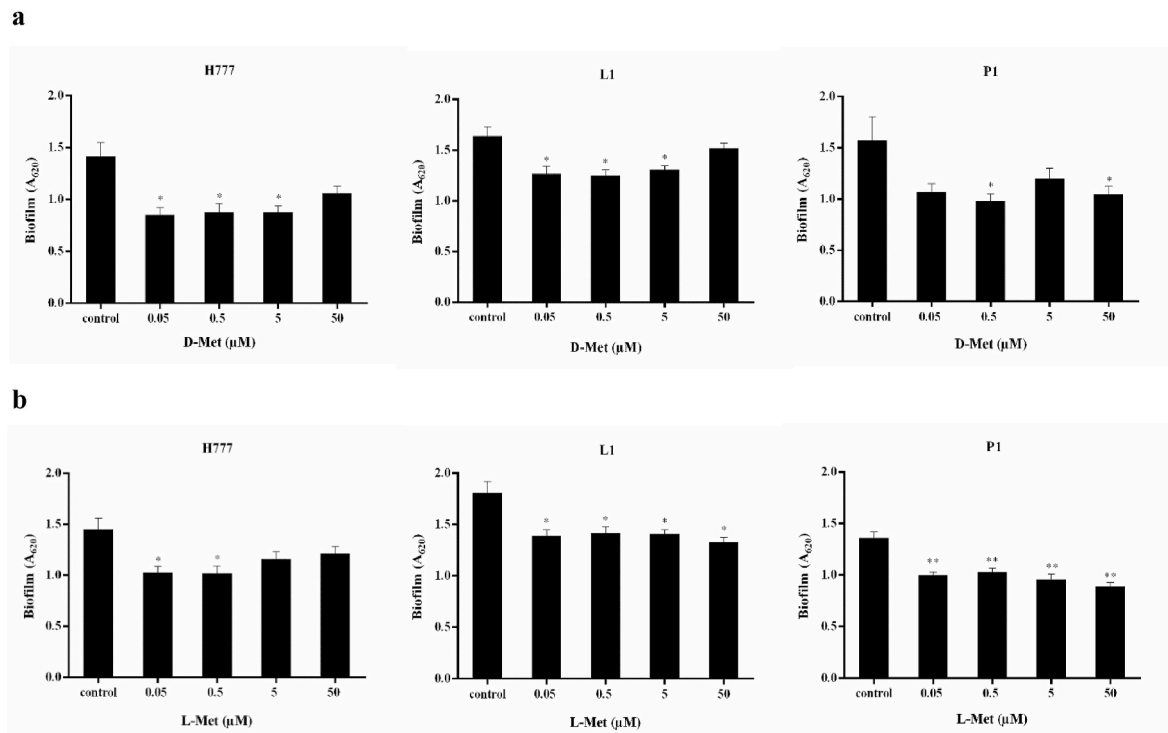 a
H777
2.0
1.5
1.0
0.5
0.0
Biofilm (A620)
* * *
control 0.05 0.5 5 50
D-Met (µM)
L1
2.0
1.5
1.0
0.5
0.0
Biofilm (A620)
* * *
control 0.05 0.5 5 50
D-Met (µM)
P1
2.0
1.5
1.0
0.5
0.0
Biofilm (A620)
* *
control 0.05 0.5 5 50
D-Met (µM)
b
H777
2.0
1.5
1.0
0.5
0.0
Biofilm (A620)
* *
control 0.05 0.5 5 50
L-Met (µM)
L1
2.0
1.5
1.0
0.5
0.0
Biofilm (A620)
* * * *
control 0.05 0.5 5 50
L-Met (µM)
P1
2.0
1.5
1.0
0.5
0.0
Biofilm (A620)
** ** ** **
control 0.05 0.5 5 50
L-Met (µM)